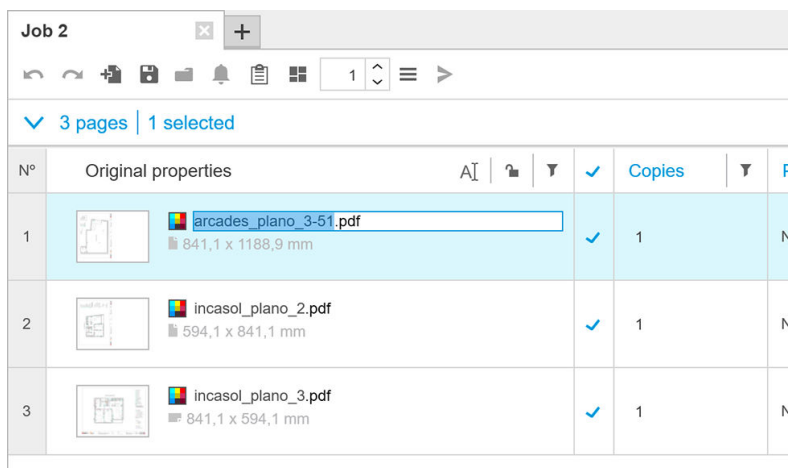 Job 2
1
3 pages 1 selected
Nº Original properties Copies
1 arcades_plano_3-51.pdf 1 N
841,1 x 1188,9 mm
2 incasol_plano_2.pdf 1 N
594,1 x 841,1 mm
3 incasol_plano_3.pdf 1 N
841,1 x 594,1 mm